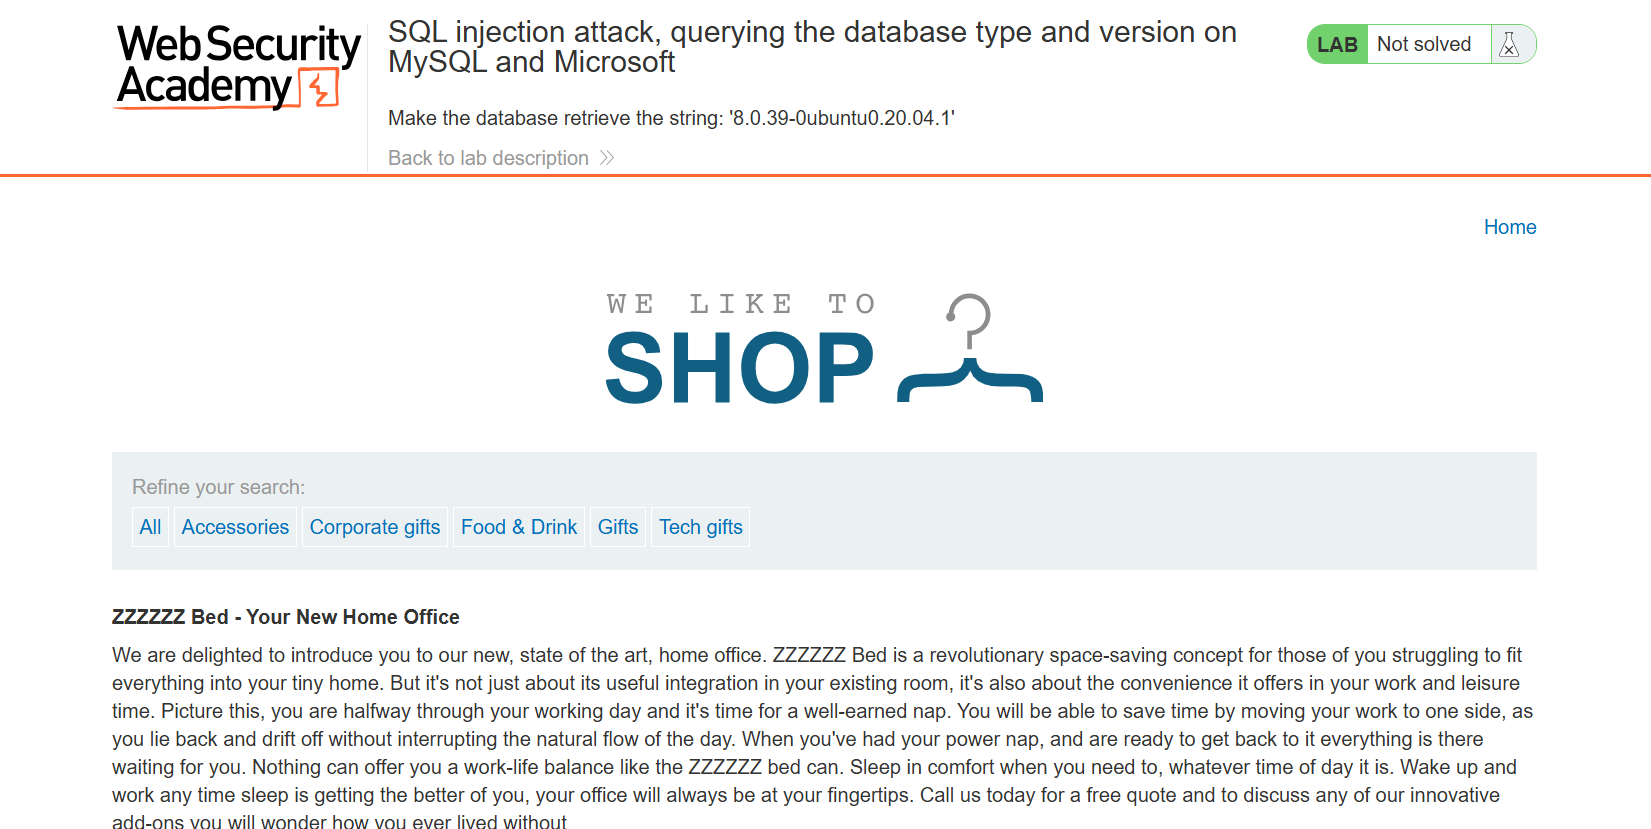 Web Security
Academy
SQL injection attack, querying the database type and version on
MySQL and Microsoft
LAB Not solved
Make the database retrieve the string: '8.0.39-0ubuntu0.20.04.1'
Back to lab description
Home
WE LIKE TO
SHOP
Refine your search:
All Accessories Corporate gifts Food & Drink Gifts Tech gifts
ZZZZZZ Bed - Your New Home Office
We are delighted to introduce you to our new, state of the art, home office. ZZZZZZ Bed is a revolutionary space-saving concept for those of you struggling to fit
everything into your tiny home. But it's not just about its useful integration in your existing room, it's also about the convenience it offers in your work and leisure
time. Picture this, you are halfway through your working day and it's time for a well-earned nap. You will be able to save time by moving your work to one side, as
you lie back and drift off without interrupting the natural flow of the day. When you've had your power nap, and are ready to get back to it everything is there
waiting for you. Nothing can offer you a work-life balance like the ZZZZZZ bed can. Sleep in comfort when you need to, whatever time of day it is. Wake up and
work any time sleep is getting the better of you, your office will always be at your fingertips. Call us today for a free quote and to discuss any of our innovative
add-ons you will wonder how you ever lived without